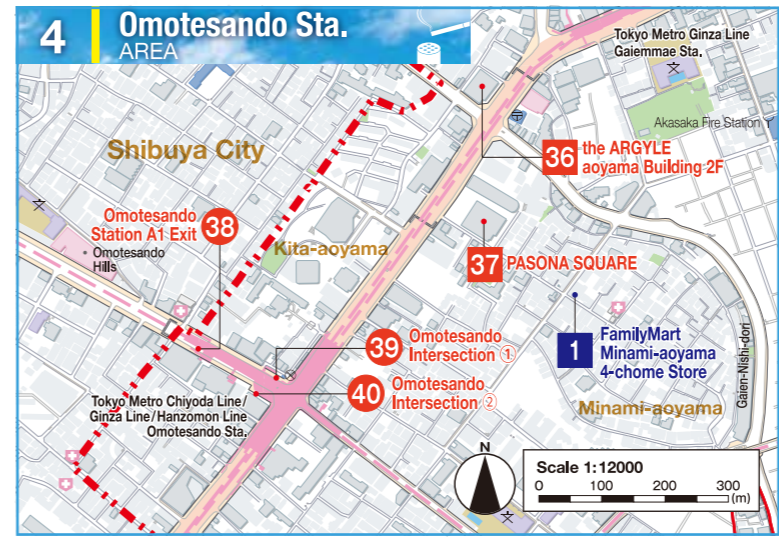 4
Omotesando Sta.
AREA
Tokyo Metro Ginza Line
Gaiemmae Sta.
文
Akasaka Fire Station
Shibuya City
36
the ARGYLE
aoyama Building 2F
Omotesando
Station A1 Exit
38
文
Omotesando
Hills
Kita-aoyama
37
PASONA SQUARE
39
Omotesando
Intersection ①
1
FamilyMart
Minami-aoyama
4-chome Store
Gaien-Nishi-dori
40
Omotesando
Intersection ②
Tokyo Metro Chiyoda Line/
Ginza Line/Hanzomon Line
Omotesando Sta.
Minami-aoyama
N
Scale 1:12000
0 100 200 300
(m)
文